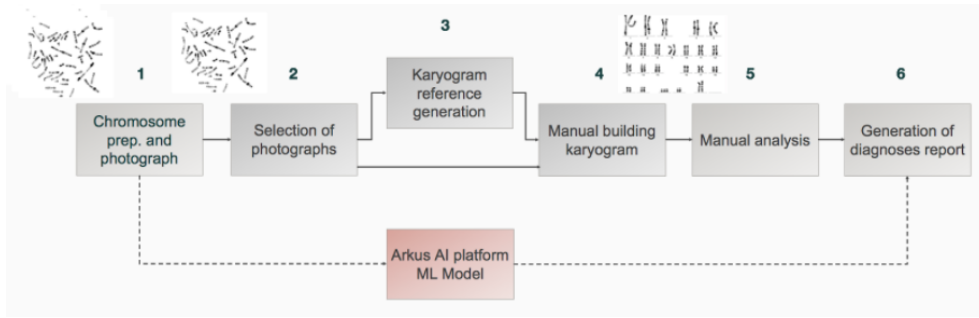 3
1
2
4
5
6
Karyogram
reference
generation
Chromosome
prep. and
photograph
Selection of
photographs
Manual building
karyogram
Manual analysis
Generation of
diagnoses report
Arkus AI platform
ML Model